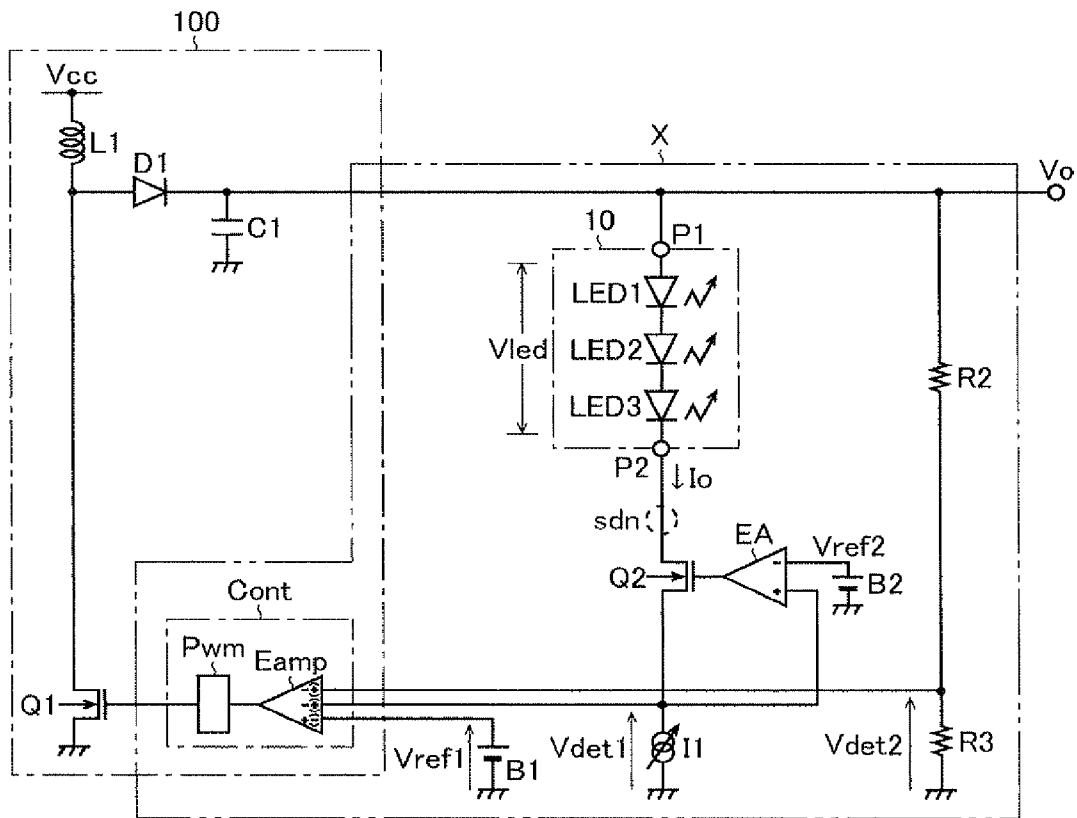 100
Vcc
L1
D1
C1
X
Vo
10
P1
LED1
LED2
LED3
Vled
R2
P2
Io
sdn
EA
Vref2
Q2
B2
Cont
Pwm
Eamp
Q1
Vref1
B1
Vdet1
I1
Vdet2
R3